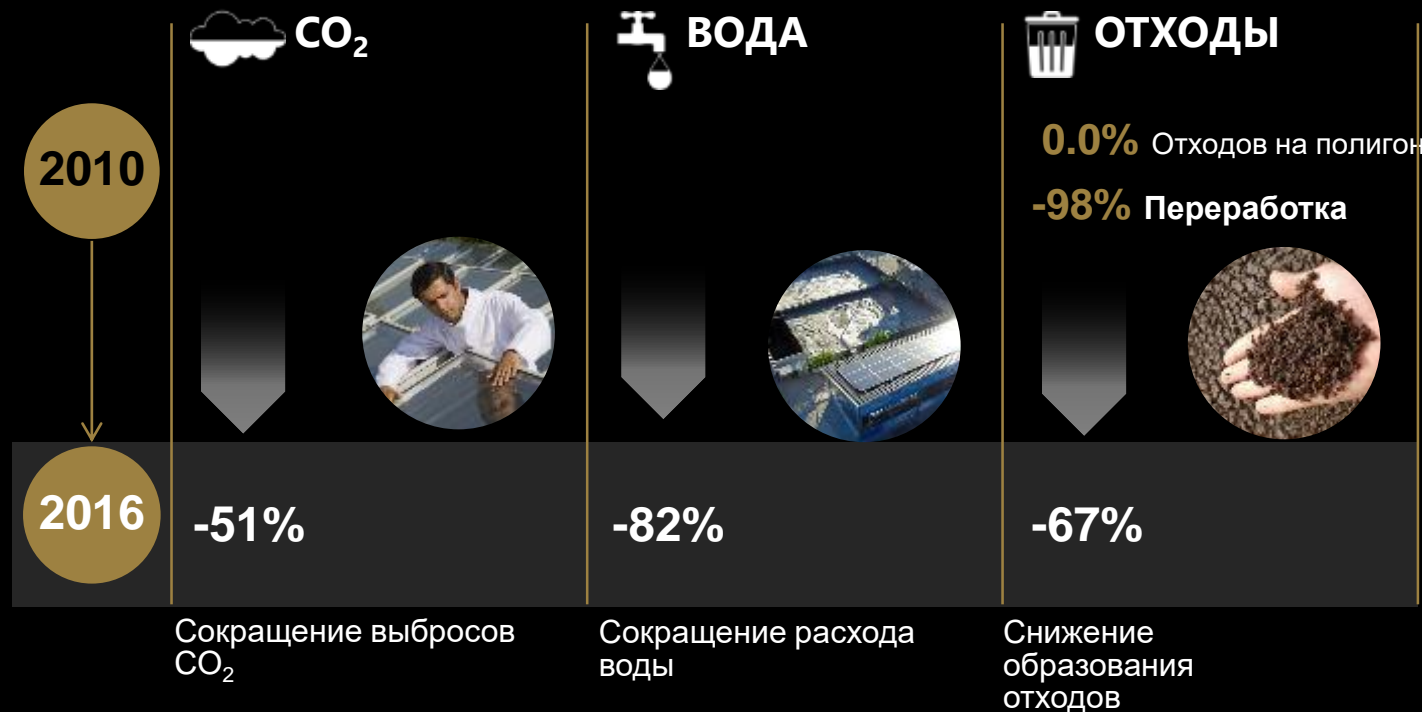 CO₂
ВОДА
ОТХОДЫ
2010
0.0% Отходов на полигон
-98% Переработка
2016
-51%
-82%
-67%
Сокращение выбросов
CO₂
Сокращение расхода
воды
Снижение
образования
отходов